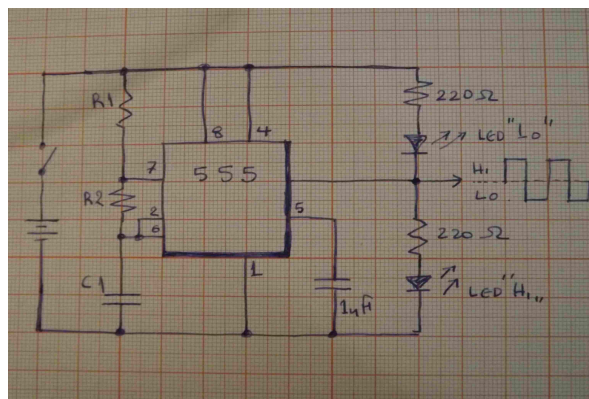 R1
220Ω
8 4
LED "Lo"
7 555
Hi
Lo
R2
2
6
5
220Ω
1
C1
1µF
LED "Hi"